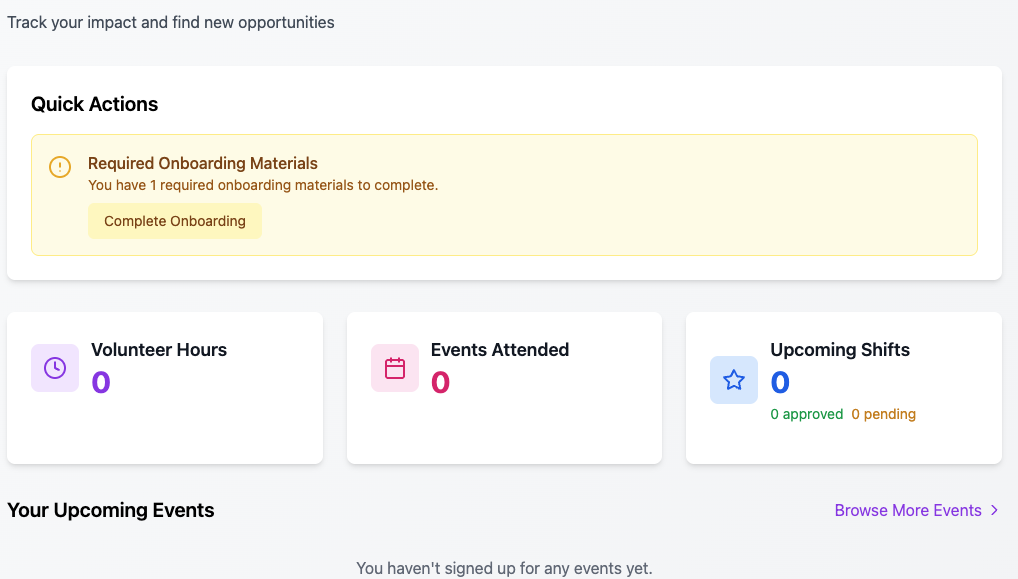 Track your impact and find new opportunities
Quick Actions
Required Onboarding Materials
You have 1 required onboarding materials to complete.
Complete Onboarding
Volunteer Hours
0
Events Attended
0
Upcoming Shifts
0
0 approved 0 pending
Your Upcoming Events
Browse More Events
You haven't signed up for any events yet.